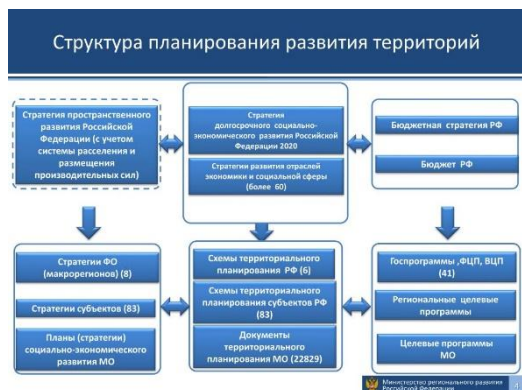 Структура планирования развития территорий
Стратегия пространственного
развития Российской
Федерации (с учетом
системы расселения и
размещения
производительных сил)
Стратегия
долгосрочного социально-
экономического развития Российской
Федерации 2020
Стратегии развития отраслей
экономики и социальной сферы
(более 60)
Бюджетная стратегия РФ
Бюджет РФ
Стратегии ФО
(макрорегионов) (8)
Стратегии субъектов (83)
Планы (стратегии)
социально-экономического
развития МО
Схемы территориального
планирования РФ (6)
Схемы территориального
планирования субъектов РФ
(83)
Документы
территориального
планирования МО (22829)
Госпрограммы ,ФЦП, ВЦП
(41)
Региональные целевые
программы
Целевые программы
МО
Министерство регионального развития
Российской Федерации